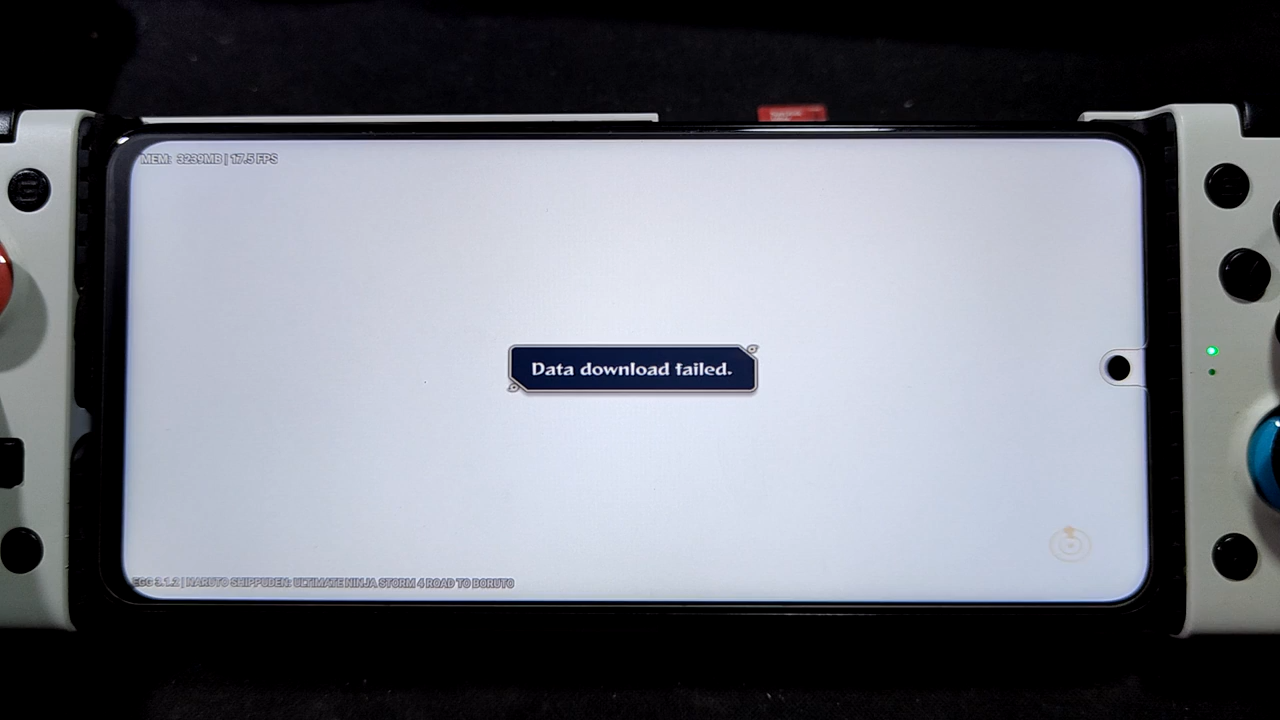 MEM: 3239MB | 17.5 FPS
Data download failed.
EGG 3.1.2 | NARUTO SHIPPUDEN: ULTIMATE NINJA STORM 4 ROAD TO BORUTO